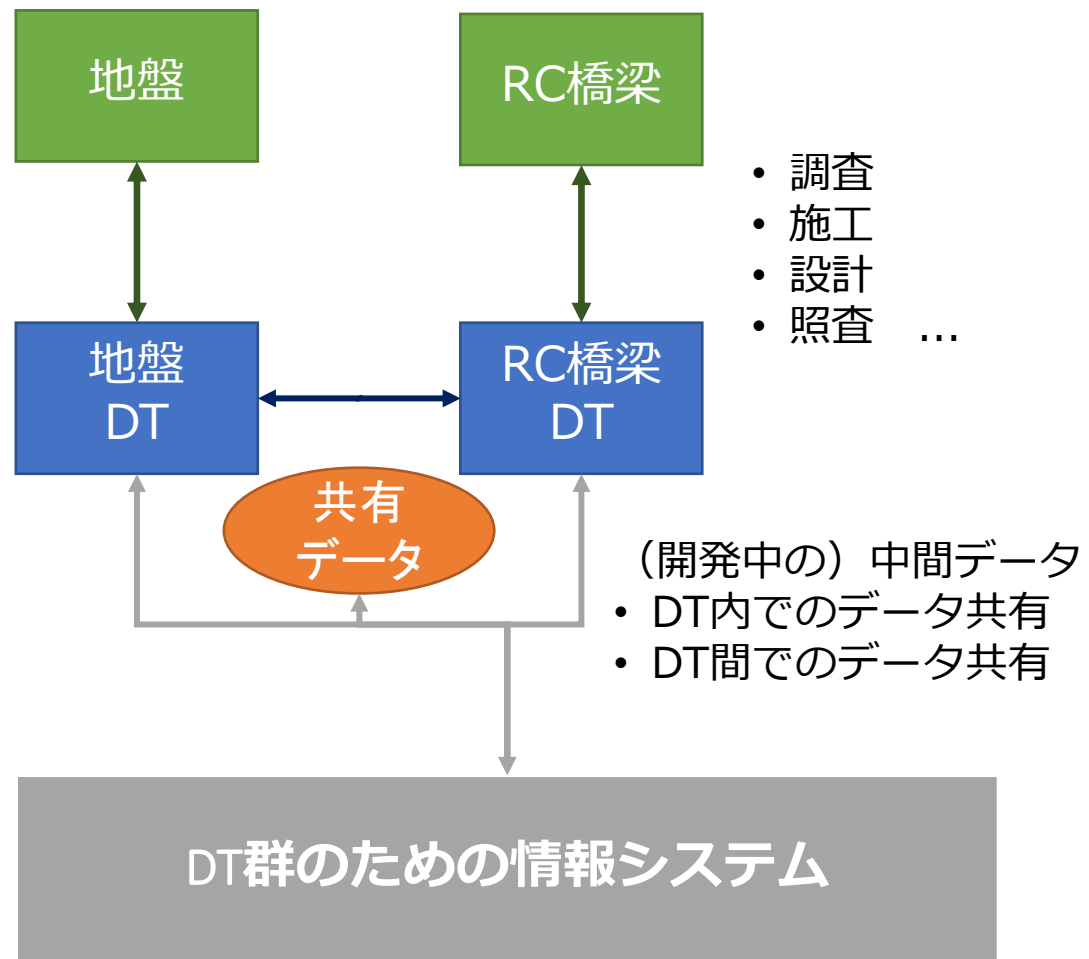 地盤
RC橋梁
• 調査
• 施工
• 設計
• 照査 …
地盤
DT
RC橋梁
DT
共有
データ
（開発中の）中間データ
• DT内でのデータ共有
• DT間でのデータ共有
DT群のための情報システム